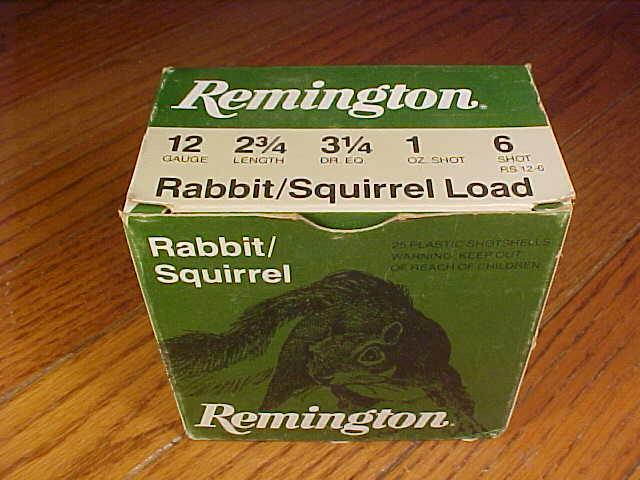 Remington®
12 2¾ 3¼ 1 6
GAUGE LENGTH DR. EQ. OZ. SHOT SHOT
RS 12-6
Rabbit/Squirrel Load
Rabbit/
Squirrel
25 PLASTIC SHOTSHELLS
WARNING: KEEP OUT
OF REACH OF CHILDREN
Remington®